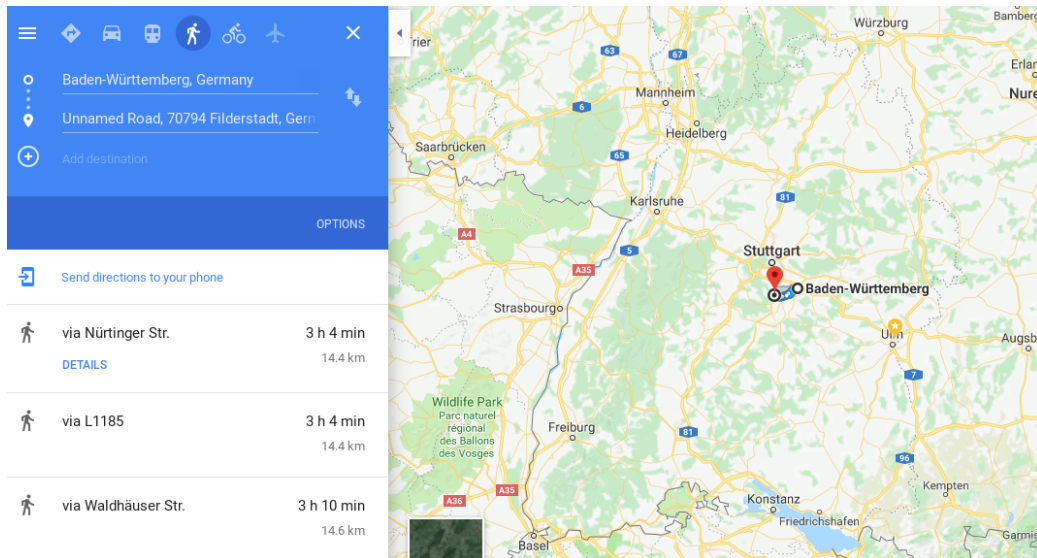 Baden-Württemberg, Germany
Unnamed Road, 70794 Filderstadt, Germ
Add destination
OPTIONS
Send directions to your phone
via Nürtinger Str.
3 h 4 min
DETAILS
14.4 km
via L1185
3 h 4 min
14.4 km
via Waldhäuser Str.
3 h 10 min
14.6 km
Trier
Würzburg
Bamberg
63
67
Erlan
Mannheim
Nure
6
Heidelberg
Saarbrücken
65
81
Karlsruhe
A4
5
Stuttgart
A35
Baden-Württemberg
Strasbourg
Ulm
Augsb
7
Wildlife Park
Parc naturel
régional
des Ballons
des Vosges
Freiburg
81
96
Kempten
A35
A36
Konstanz
Friedrichshafen
Basel
Garmis